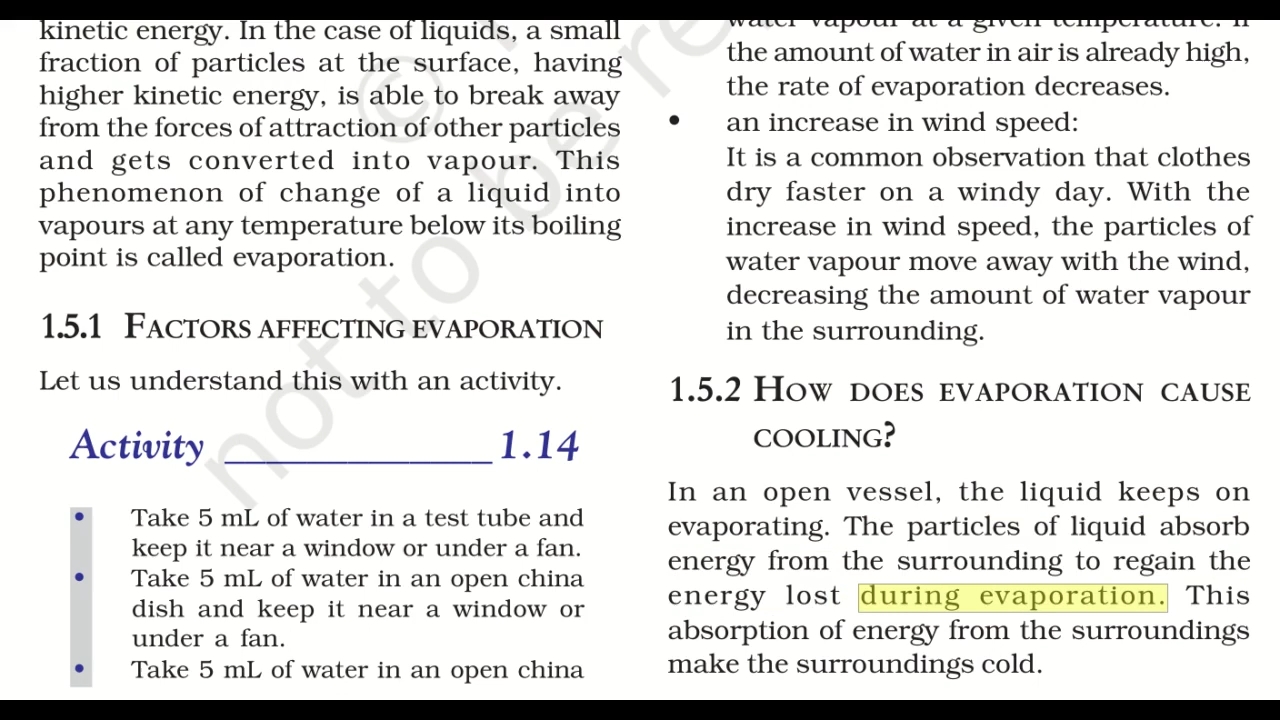 kinetic energy. In the case of liquids, a small
fraction of particles at the surface, having
higher kinetic energy, is able to break away
from the forces of attraction of other particles
and gets converted into vapour. This
phenomenon of change of a liquid into
vapours at any temperature below its boiling
point is called evaporation.
1.5.1 FACTORS AFFECTING EVAPORATION
Let us understand this with an activity.
Activity ______________ 1.14
• Take 5 mL of water in a test tube and
keep it near a window or under a fan.
• Take 5 mL of water in an open china
dish and keep it near a window or
under a fan.
• Take 5 mL of water in an open china
water vapour at a given temperature. If
the amount of water in air is already high,
the rate of evaporation decreases.
• an increase in wind speed:
It is a common observation that clothes
dry faster on a windy day. With the
increase in wind speed, the particles of
water vapour move away with the wind,
decreasing the amount of water vapour
in the surrounding.
1.5.2 HOW DOES EVAPORATION CAUSE
COOLING?
In an open vessel, the liquid keeps on
evaporating. The particles of liquid absorb
energy from the surrounding to regain the
energy lost during evaporation. This
absorption of energy from the surroundings
make the surroundings cold.
©
not to be re